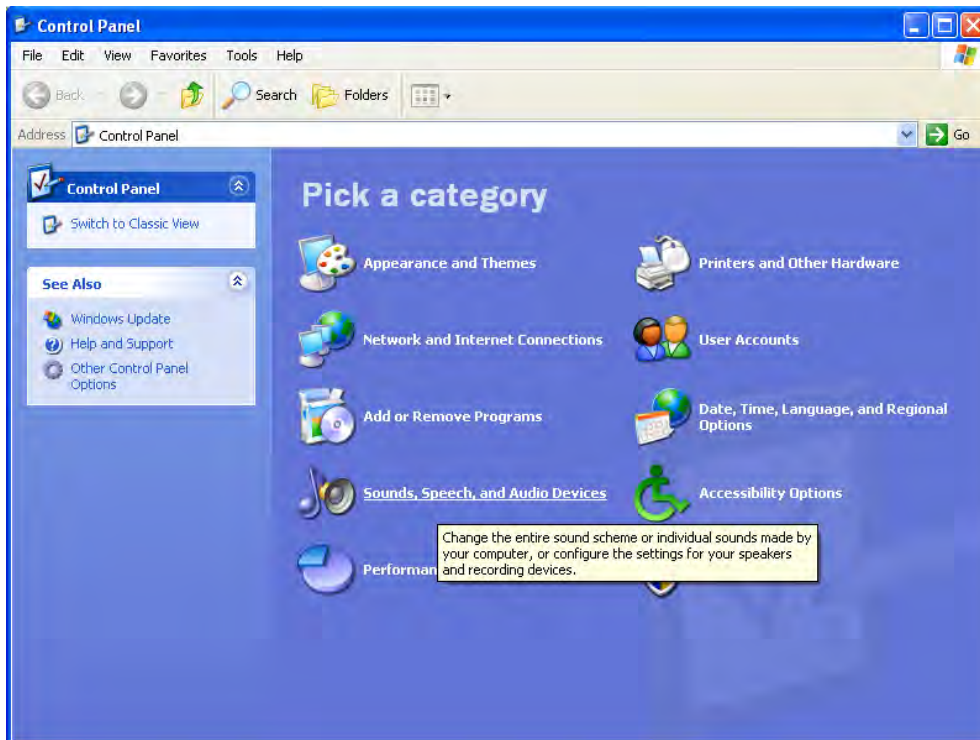 Control Panel
File Edit View Favorites Tools Help
Back Search Folders
Address Control Panel Go
Control Panel
Switch to Classic View
See Also
Windows Update
Help and Support
Other Control Panel
Options
Pick a category
Appearance and Themes
Printers and Other Hardware
Network and Internet Connections
User Accounts
Add or Remove Programs
Date, Time, Language, and Regional
Options
Sounds, Speech, and Audio Devices
Accessibility Options
Change the entire sound scheme or individual sounds made by
your computer, or configure the settings for your speakers
and recording devices.